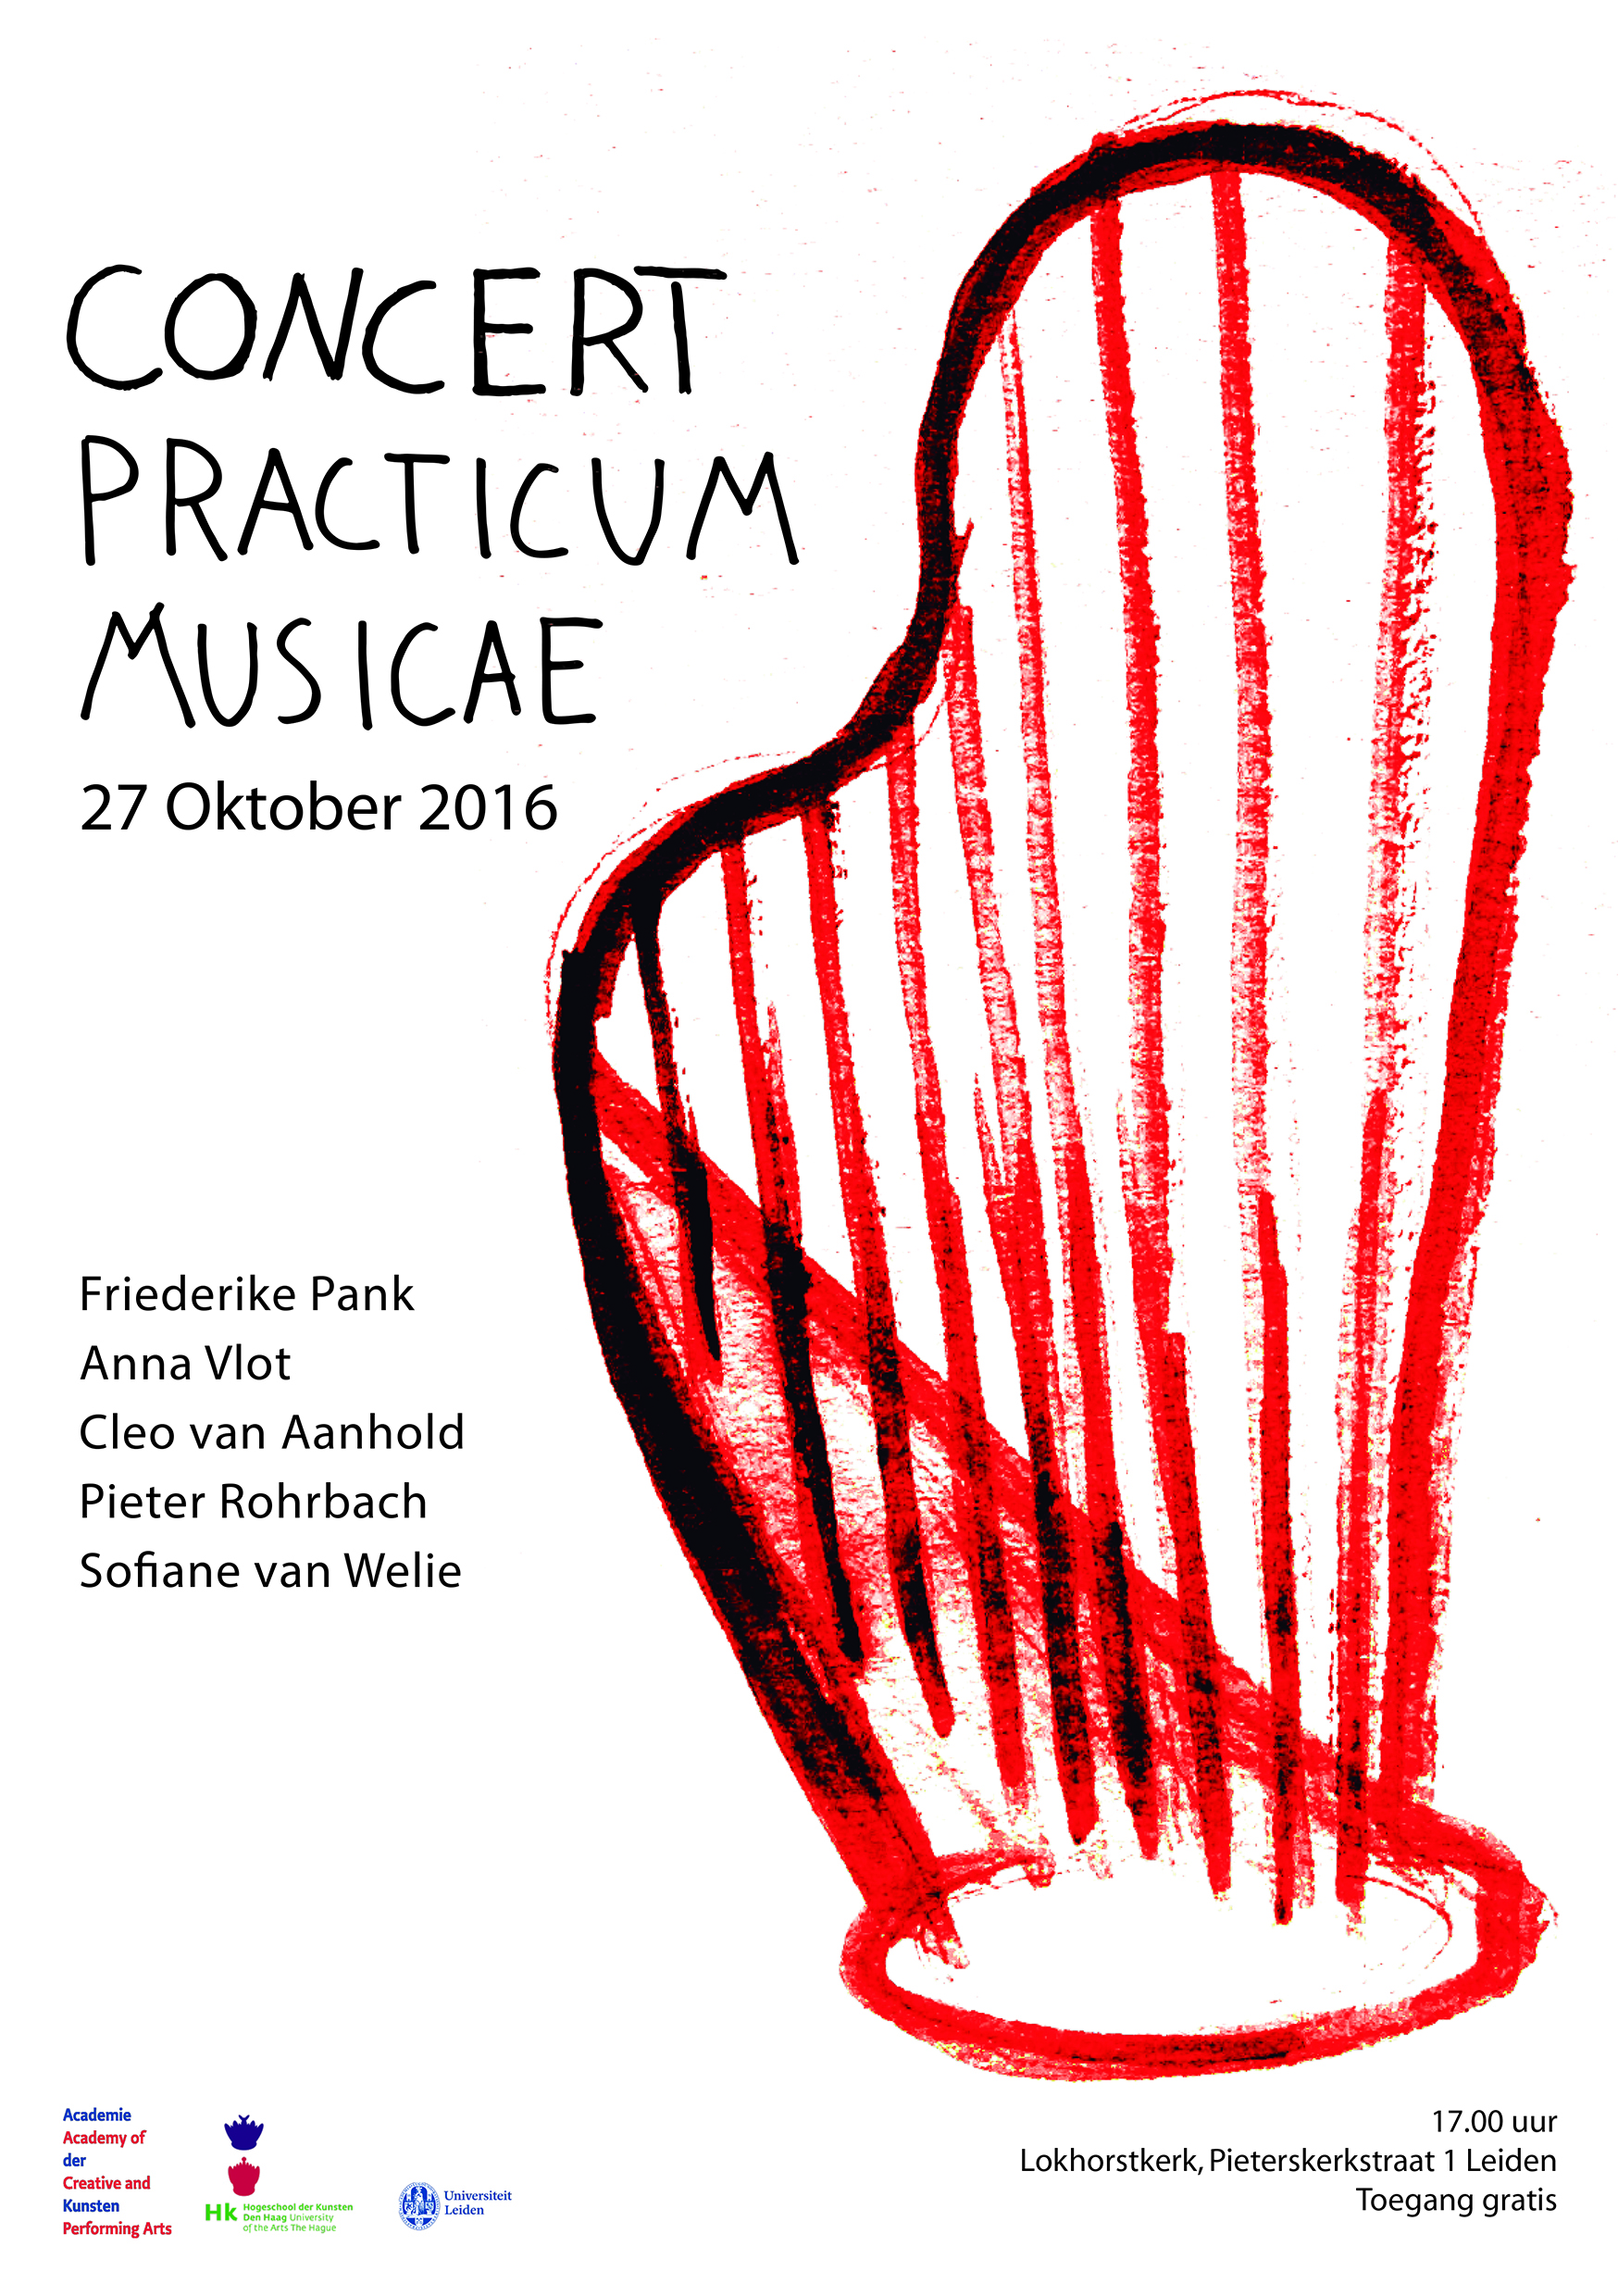 CONCERT
PRACTICUM
MUSICAE
27 Oktober 2016
Friederike Pank
Anna Vlot
Cleo van Aanhold
Pieter Rohrbach
Sofiane van Welie
Academie
Academy of
der
Creative and
Kunsten
Performing Arts
Hk
Hogeschool der Kunsten
Den Haag University
of the Arts The Hague
Universiteit
Leiden
17.00 uur
Lokhorstkerk, Pieterskerkstraat 1 Leiden
Toegang gratis